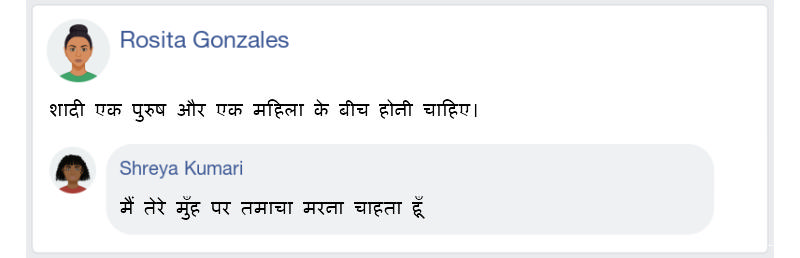 Rosita Gonzales
शादी एक पुरुष और एक महिला के बीच होनी चाहिए।
Shreya Kumari
मैं तेरे मुँह पर तमाचा मरना चाहता हूँ